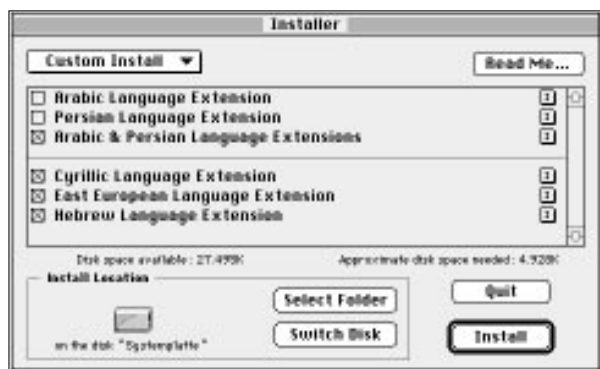 Installer
Custom Install
Read Me...
Arabic Language Extension
Persian Language Extension
Arabic & Persian Language Extensions
Cyrillic Language Extension
East European Language Extension
Hebrew Language Extension
Disk space available : 27.498K
Approximate disk space needed : 4.928K
Install Location
Select Folder
Quit
Switch Disk
Install
on the disk "Systemplatte"